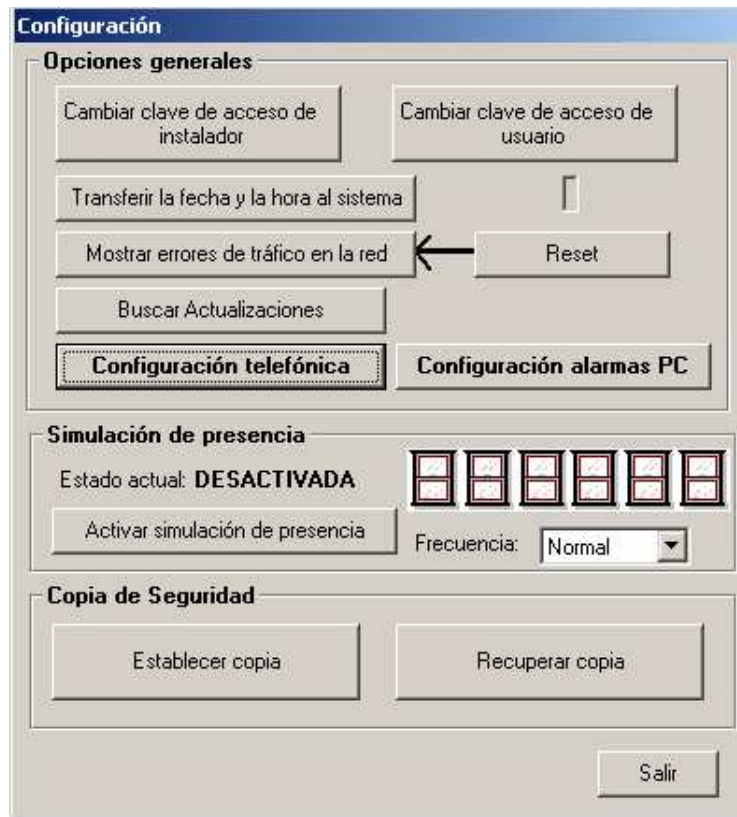 Configuración
Opciones generales
Cambiar clave de acceso de
instalador
Cambiar clave de acceso de
usuario
Transferir la fecha y la hora al sistema
Mostrar errores de tráfico en la red
Reset
Buscar Actualizaciones
Configuración telefónica
Configuración alarmas PC
Simulación de presencia
Estado actual: DESACTIVADA
Activar simulación de presencia
Frecuencia:
Normal
Copia de Seguridad
Establecer copia
Recuperar copia
Salir